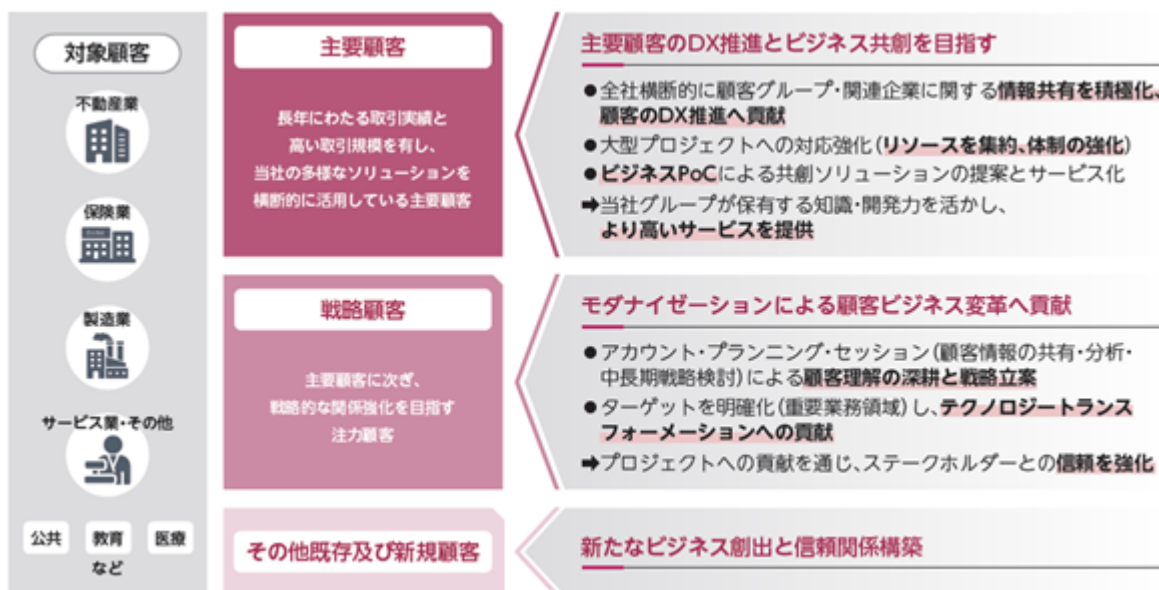 対象顧客
不動産業
保険業
製造業
サービス業・その他
公共
教育
医療
など
主要顧客
長年にわたる取引実績と
高い取引規模を有し、
当社の多様なソリューションを
横断的に活用している主要顧客
主要顧客のDX推進とビジネス共創を目指す
●全社横断的に顧客グループ・関連企業に関する情報共有を積極化、
顧客のDX推進へ貢献
●大型プロジェクトへの対応強化(リソースを集約、体制の強化)
●ビジネスPoCによる共創ソリューションの提案とサービス化
➡当社グループが保有する知識・開発力を活かし、
より高いサービスを提供
戦略顧客
主要顧客に次ぎ、
戦略的な関係強化を目指す
注力顧客
モダナイゼーションによる顧客ビジネス変革へ貢献
●アカウント・プランニング・セッション(顧客情報の共有・分析・
中長期戦略検討)による顧客理解の深耕と戦略立案
●ターゲットを明確化(重要業務領域)し、テクノロジートランス
フォーメーションへの貢献
➡プロジェクトへの貢献を通じ、ステークホルダーとの信頼を強化
その他既存及び新規顧客
新たなビジネス創出と信頼関係構築